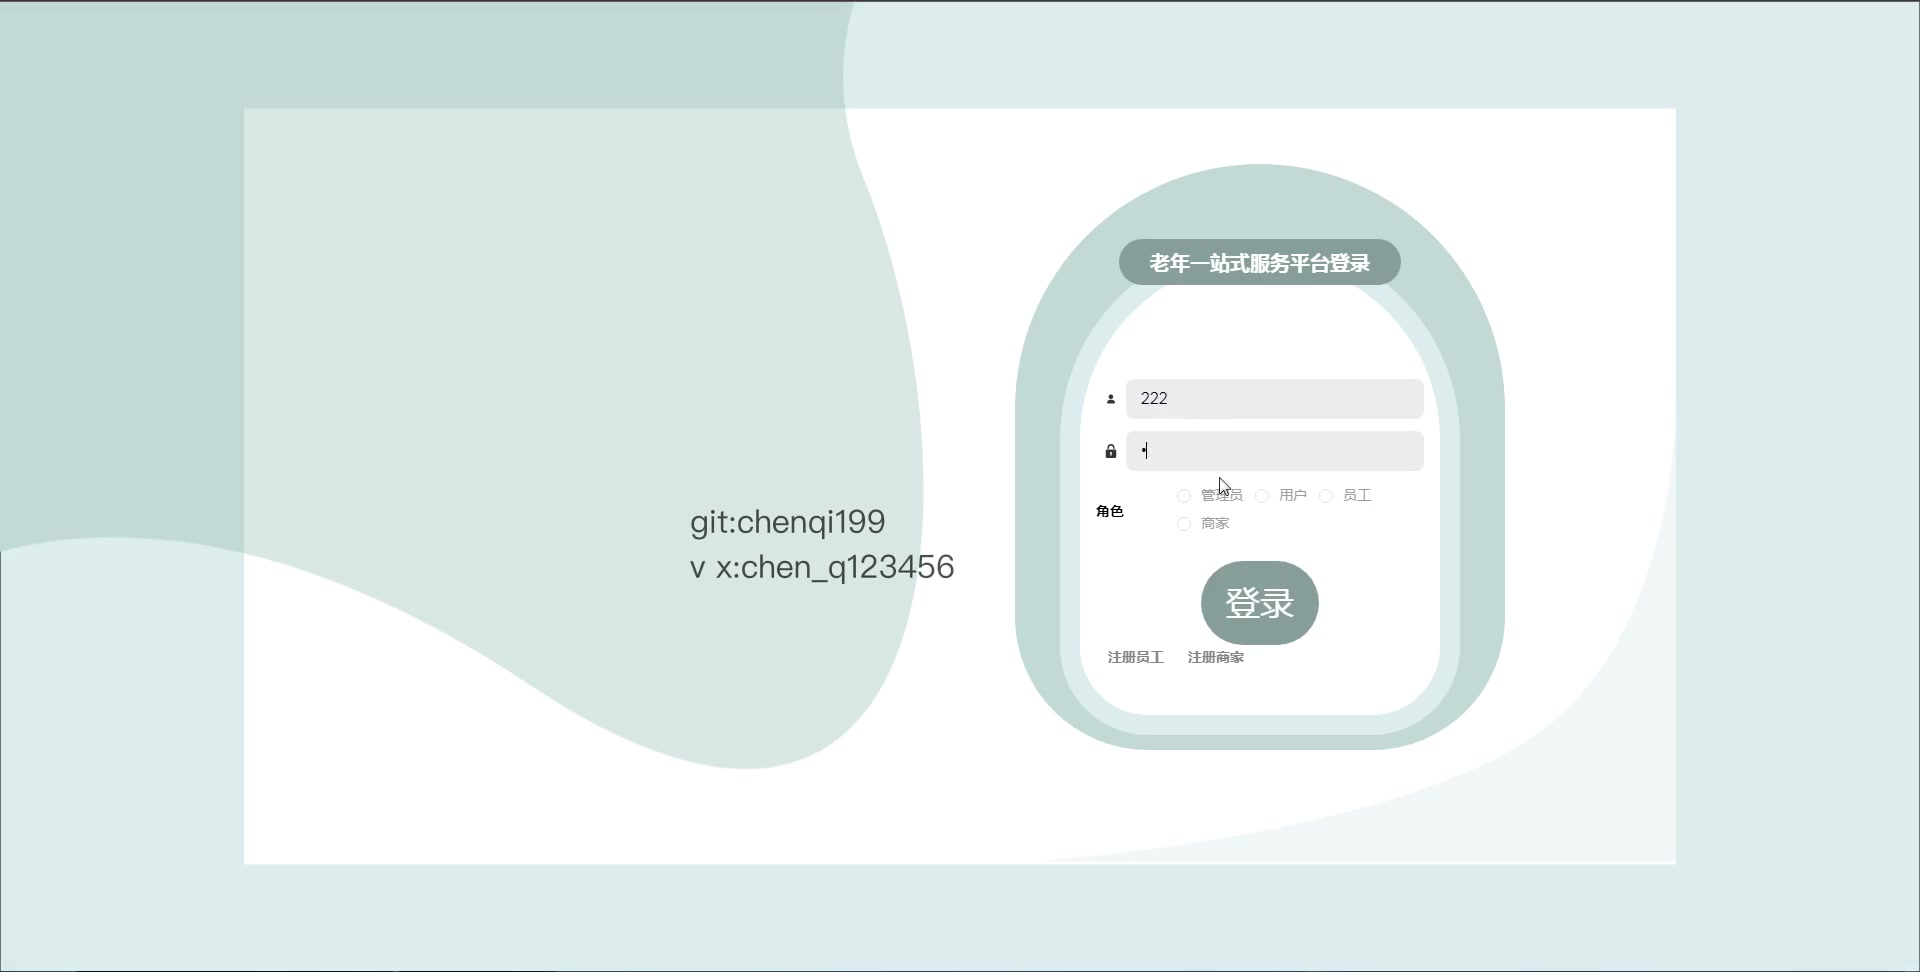 老年一站式服务平台登录
222
管理员 用户 员工
角色
商家
git:chenqi199
v x:chen_q123456
登录
注册员工 注册商家